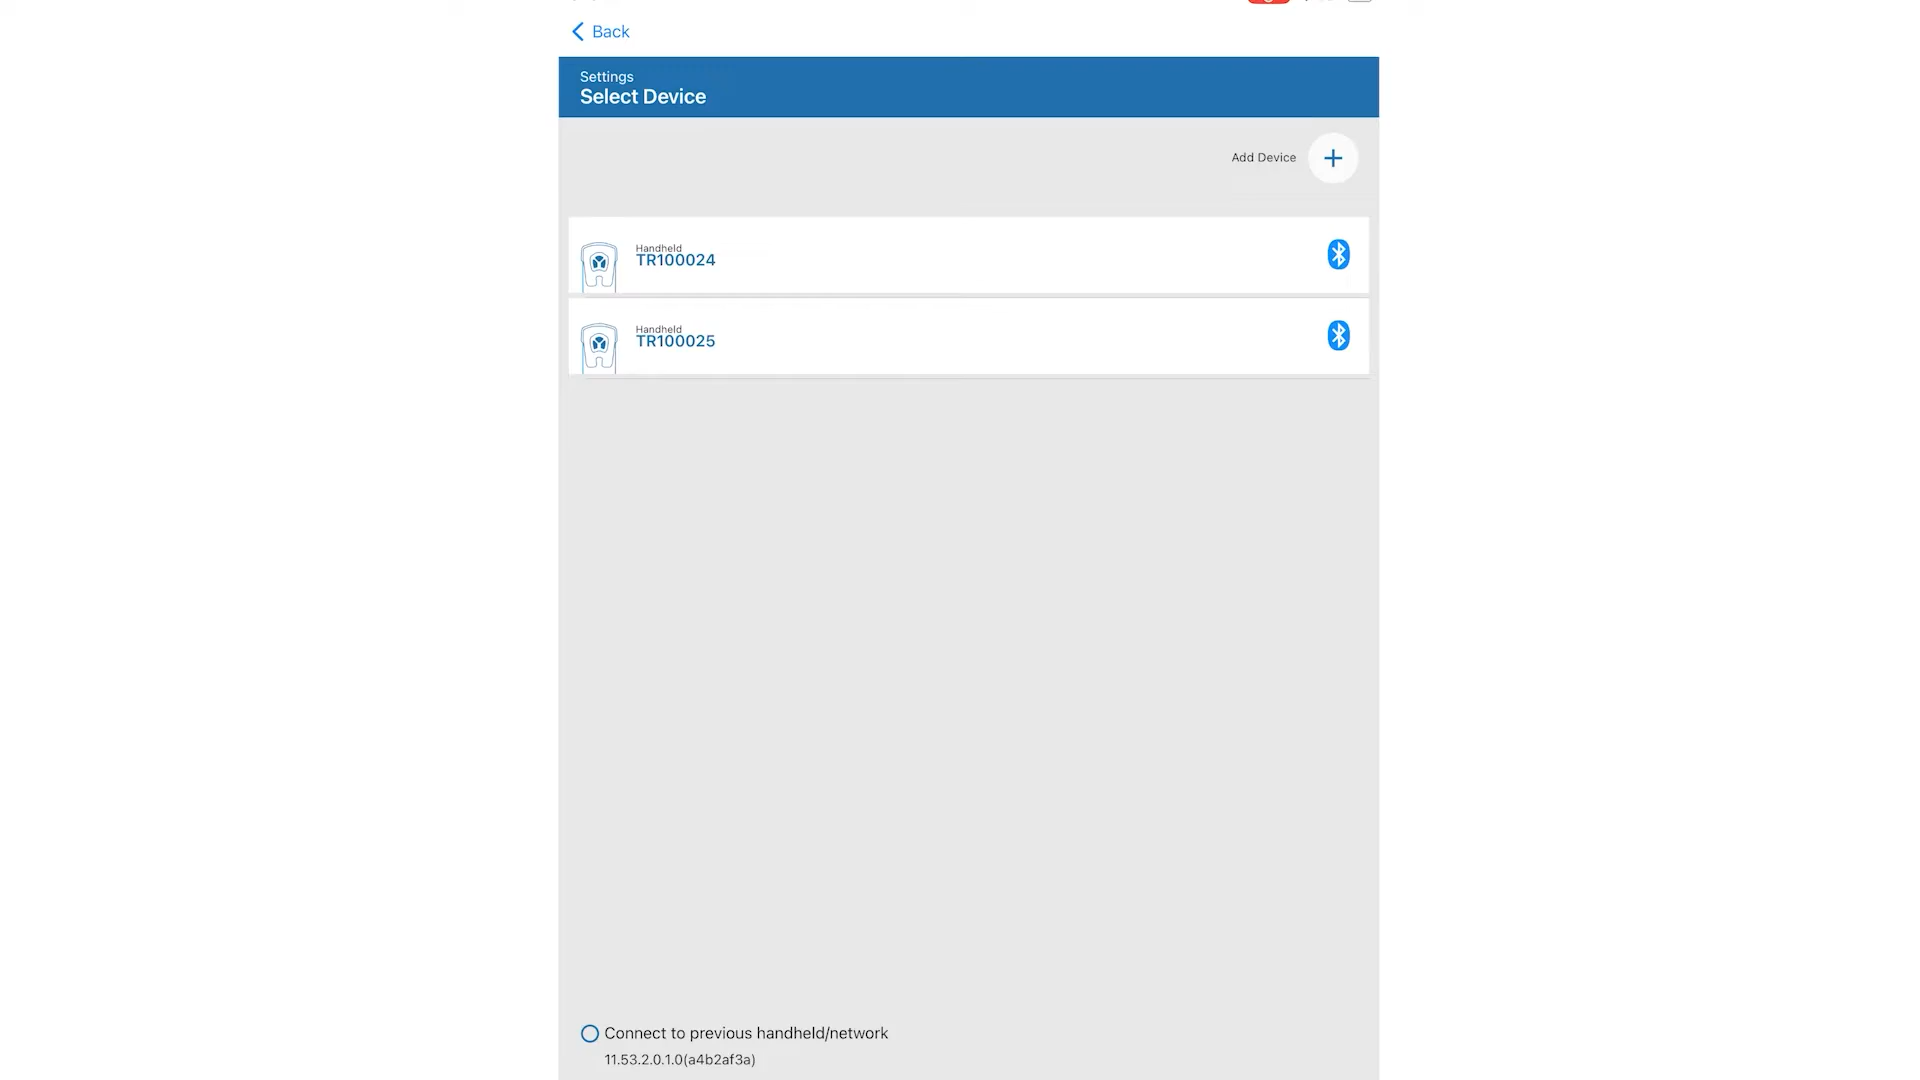 Back
Settings
Select Device
Add Device
Handheld
TR100024
Handheld
TR100025
Connect to previous handheld/network
11.53.2.0.1.0(a4b2af3a)